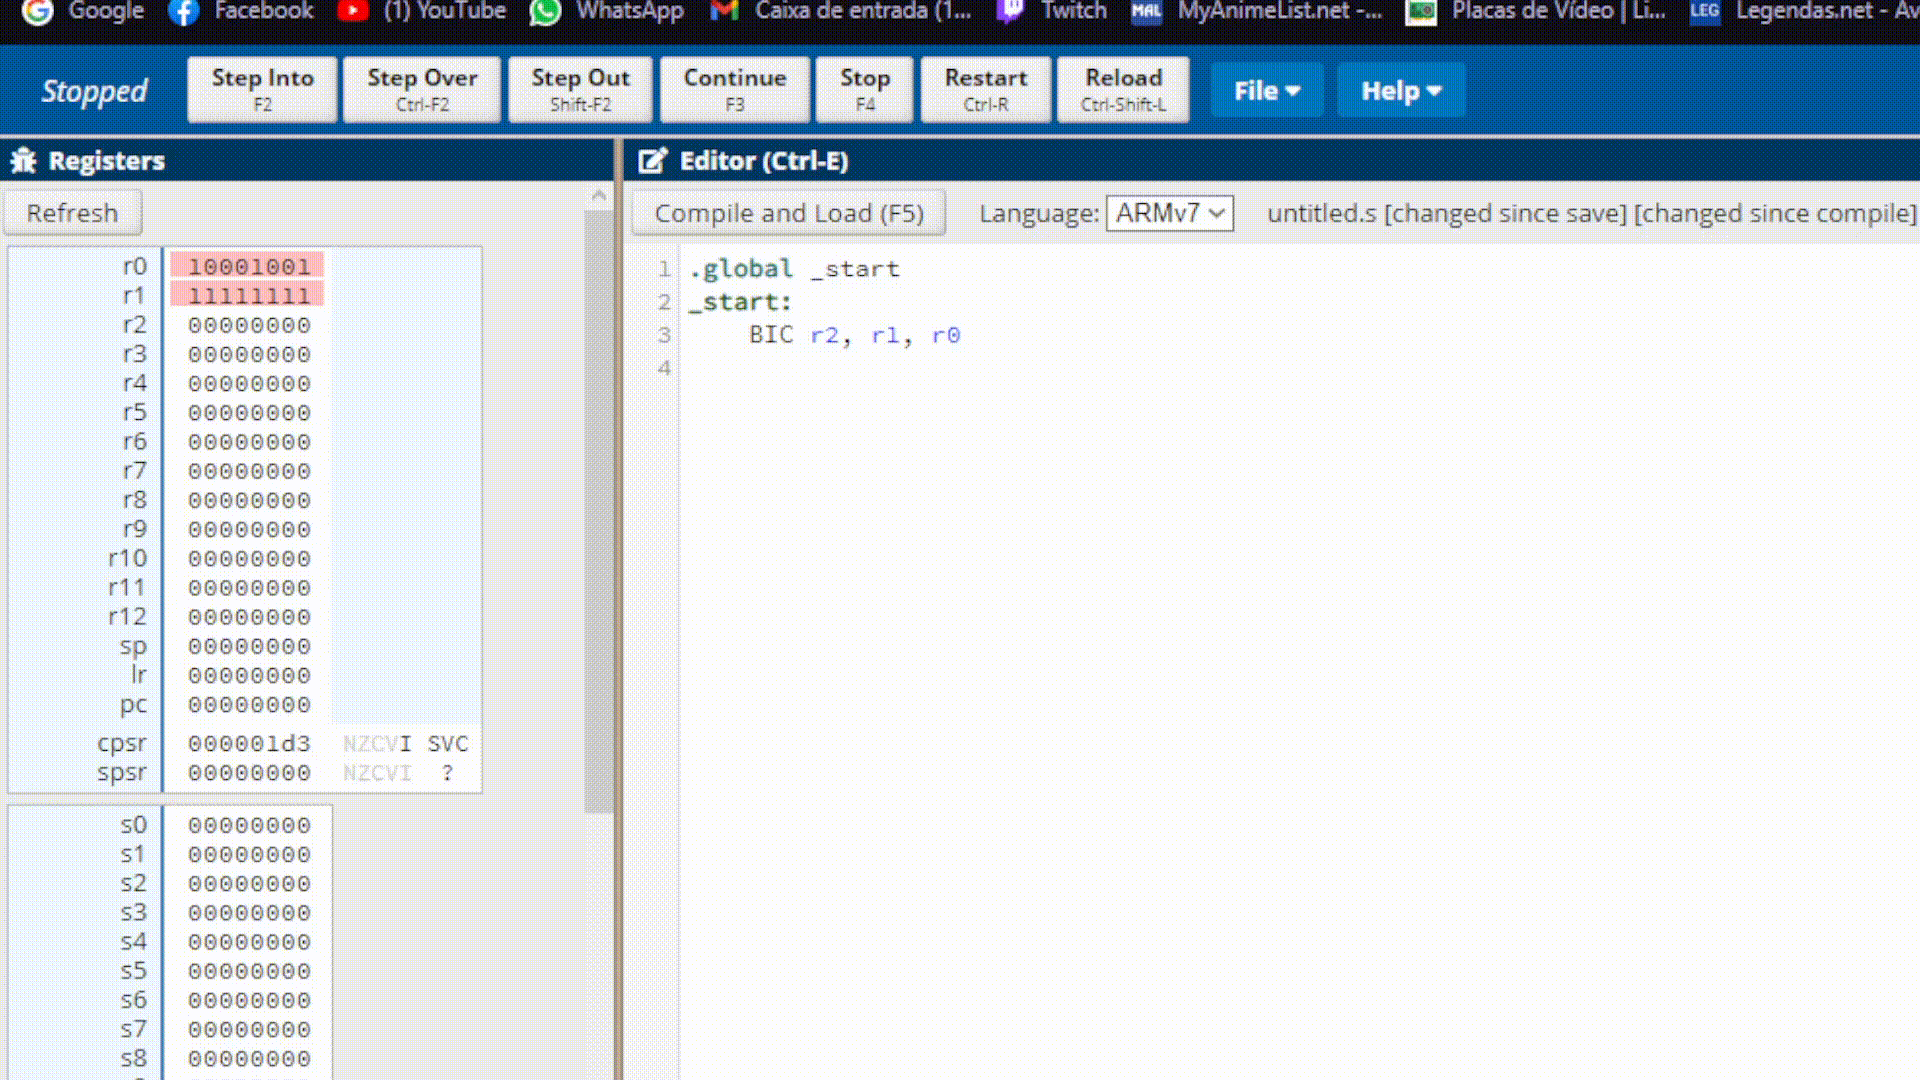 Google Facebook (1) YouTube WhatsApp Caixa de entrada (1... Twitch MAL MyAnimeList.net -... Placas de Vídeo | Li... LEG Legendas.net - Av
Stopped
Step Into
F2
Step Over
Ctrl-F2
Step Out
Shift-F2
Continue
F3
Stop
F4
Restart
Ctrl-R
Reload
Ctrl-Shift-L
File
Help
Registers
Refresh
r0 10001001
r1 11111111
r2 00000000
r3 00000000
r4 00000000
r5 00000000
r6 00000000
r7 00000000
r8 00000000
r9 00000000
r10 00000000
r11 00000000
r12 00000000
sp 00000000
lr 00000000
pc 00000000
cpsr 000001d3 NZCVI SVC
spsr 00000000 NZCVI ?
s0 00000000
s1 00000000
s2 00000000
s3 00000000
s4 00000000
s5 00000000
s6 00000000
s7 00000000
s8 00000000
Editor (Ctrl-E)
Compile and Load (F5) Language: ARMv7 untitled.s [changed since save] [changed since compile]
1 .global _start
2 _start:
3 BIC r2, r1, r0
4